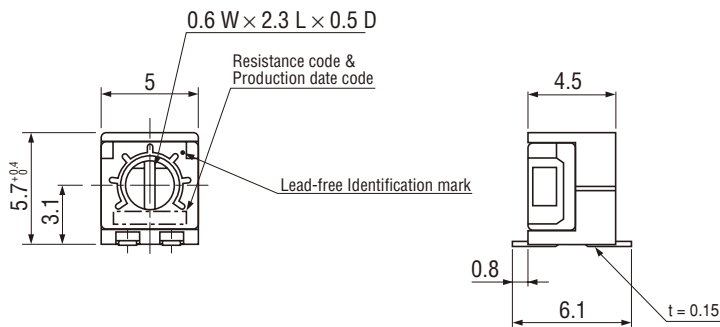 0.6 W × 2.3 L × 0.5 D
Resistance code &
Production date code
5
4.5
5.7 +0.4 0
3.1
Lead-free Identification mark
0.8
6.1
t = 0.15